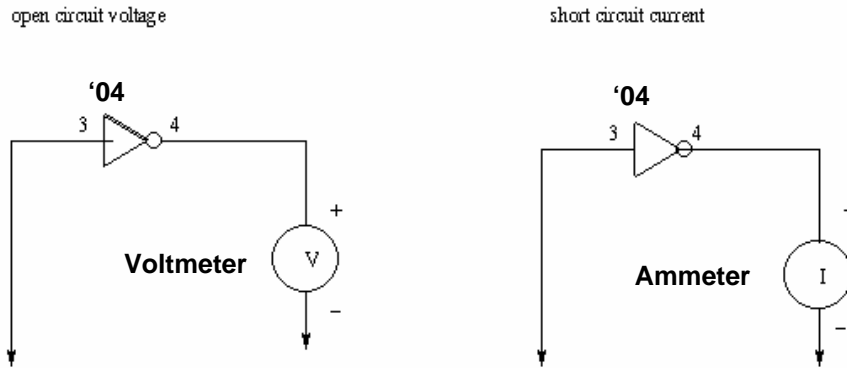 open circuit voltage
short circuit current
‘04
3 4
+
Voltmeter V
–
‘04
3 4
+
Ammeter I
–